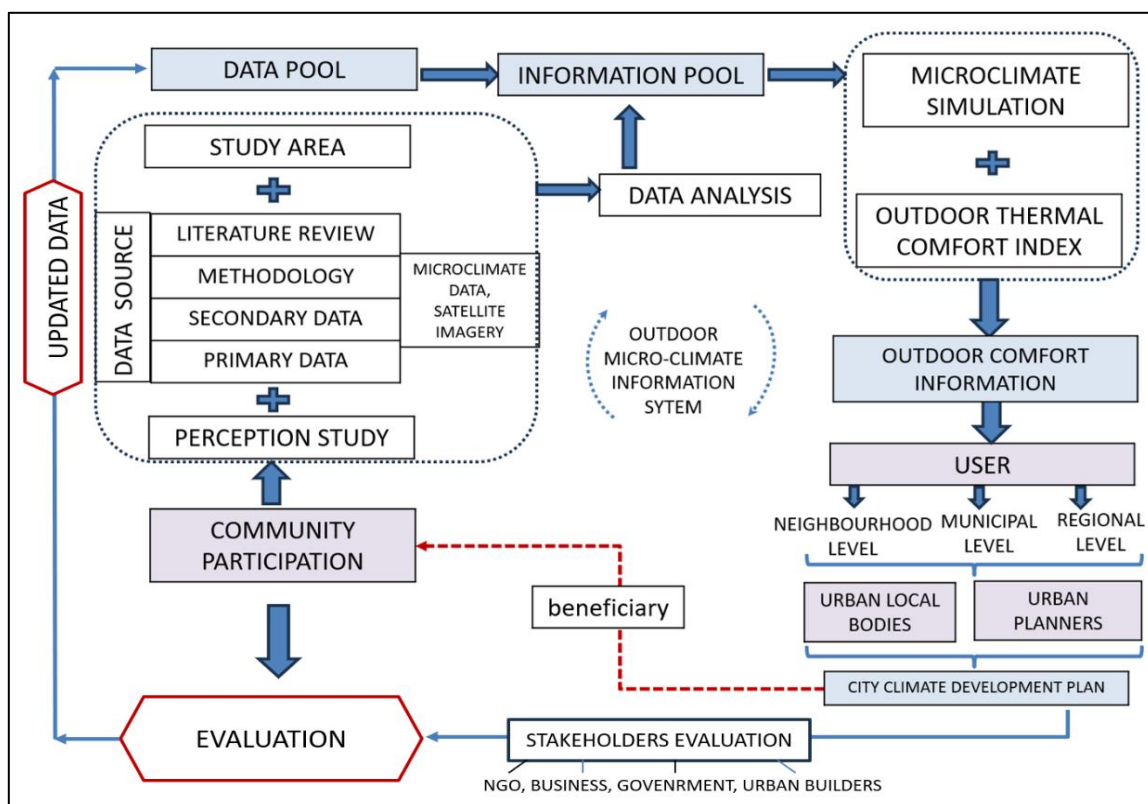 DATA POOL
INFORMATION POOL
MICROCLIMATE
SIMULATION
OUTDOOR THERMAL
COMFORT INDEX
STUDY AREA
DATA ANALYSIS
UPDATED DATA
DATA SOURCE
LITERATURE REVIEW
METHODOLOGY
SECONDARY DATA
PRIMARY DATA
MICROCLIMATE
DATA,
SATELLITE
IMAGERY
PERCEPTION STUDY
OUTDOOR
MICRO-CLIMATE
INFORMATION
SYTEM
OUTDOOR COMFORT
INFORMATION
USER
NEIGHBOURHOOD
LEVEL
MUNICIPAL
LEVEL
REGIONAL
LEVEL
COMMUNITY
PARTICIPATION
beneficiary
URBAN LOCAL
BODIES
URBAN
PLANNERS
CITY CLIMATE DEVELOPMENT PLAN
EVALUATION
STAKEHOLDERS EVALUATION
NGO, BUSINESS, GOVENRMENT, URBAN BUILDERS